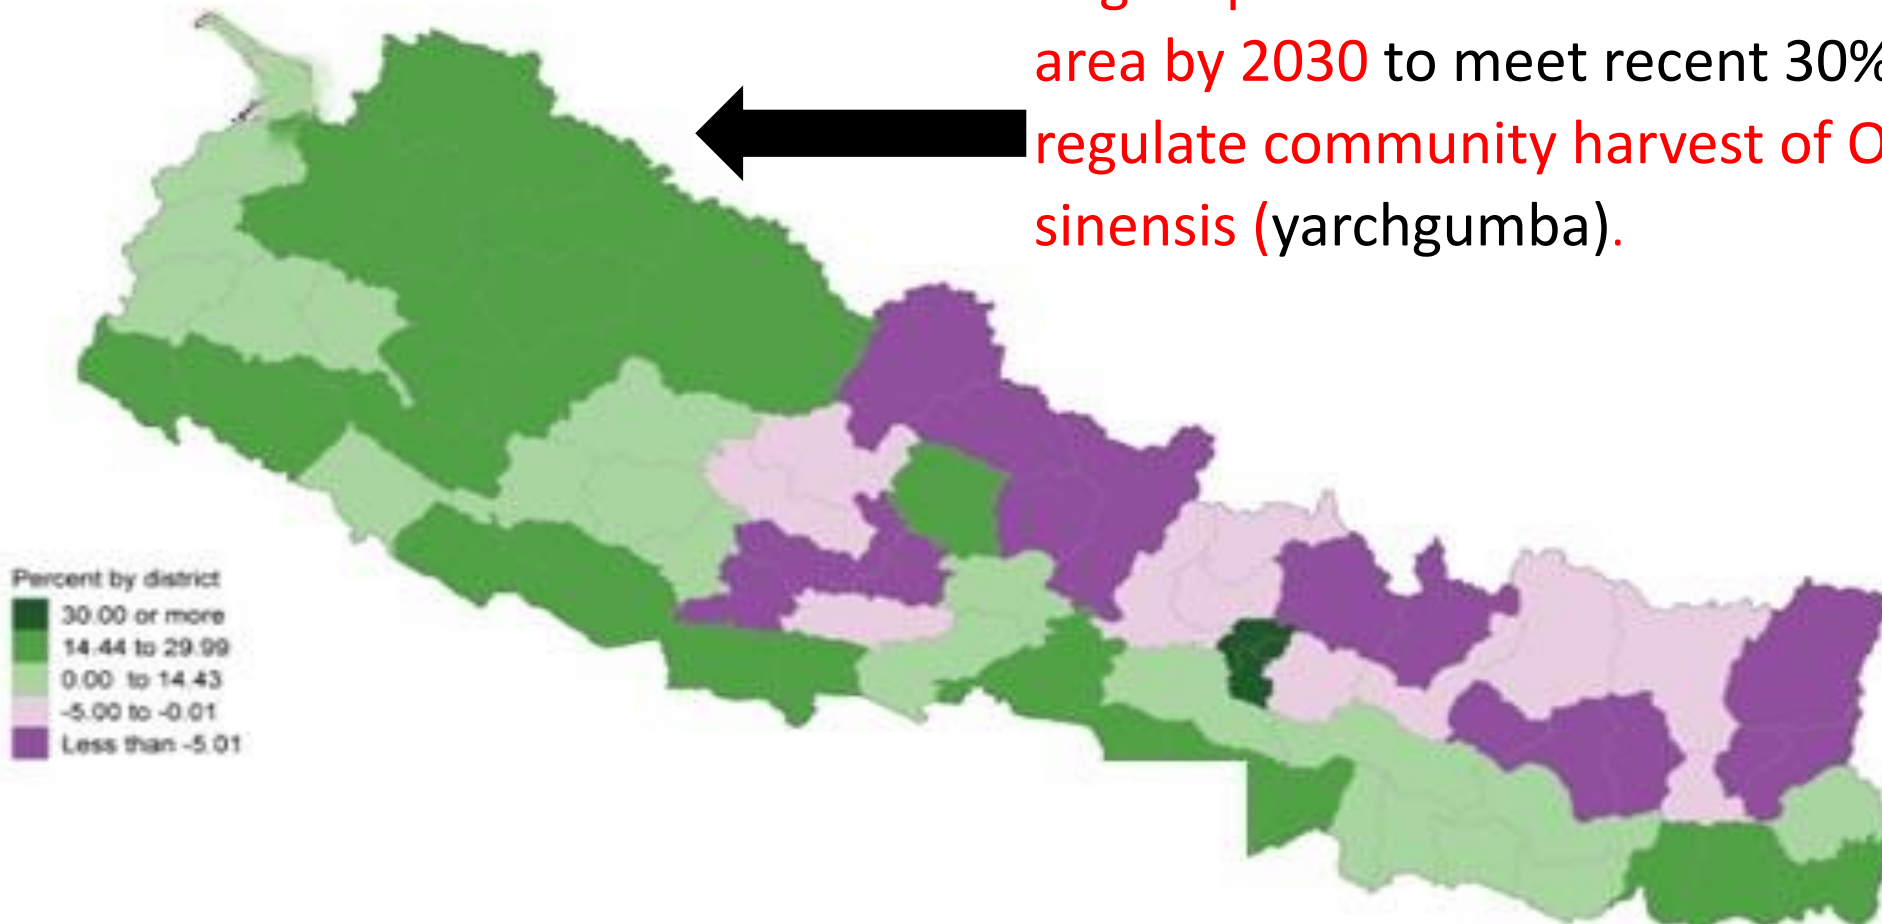 area by 2030 to meet recent 30%
regulate community harvest of O
sinensis (yarchgumba).
Percent by district
30.00 or more
14.44 to 29.99
0.00 to 14.43
-5.00 to -0.01
Less than -5.01